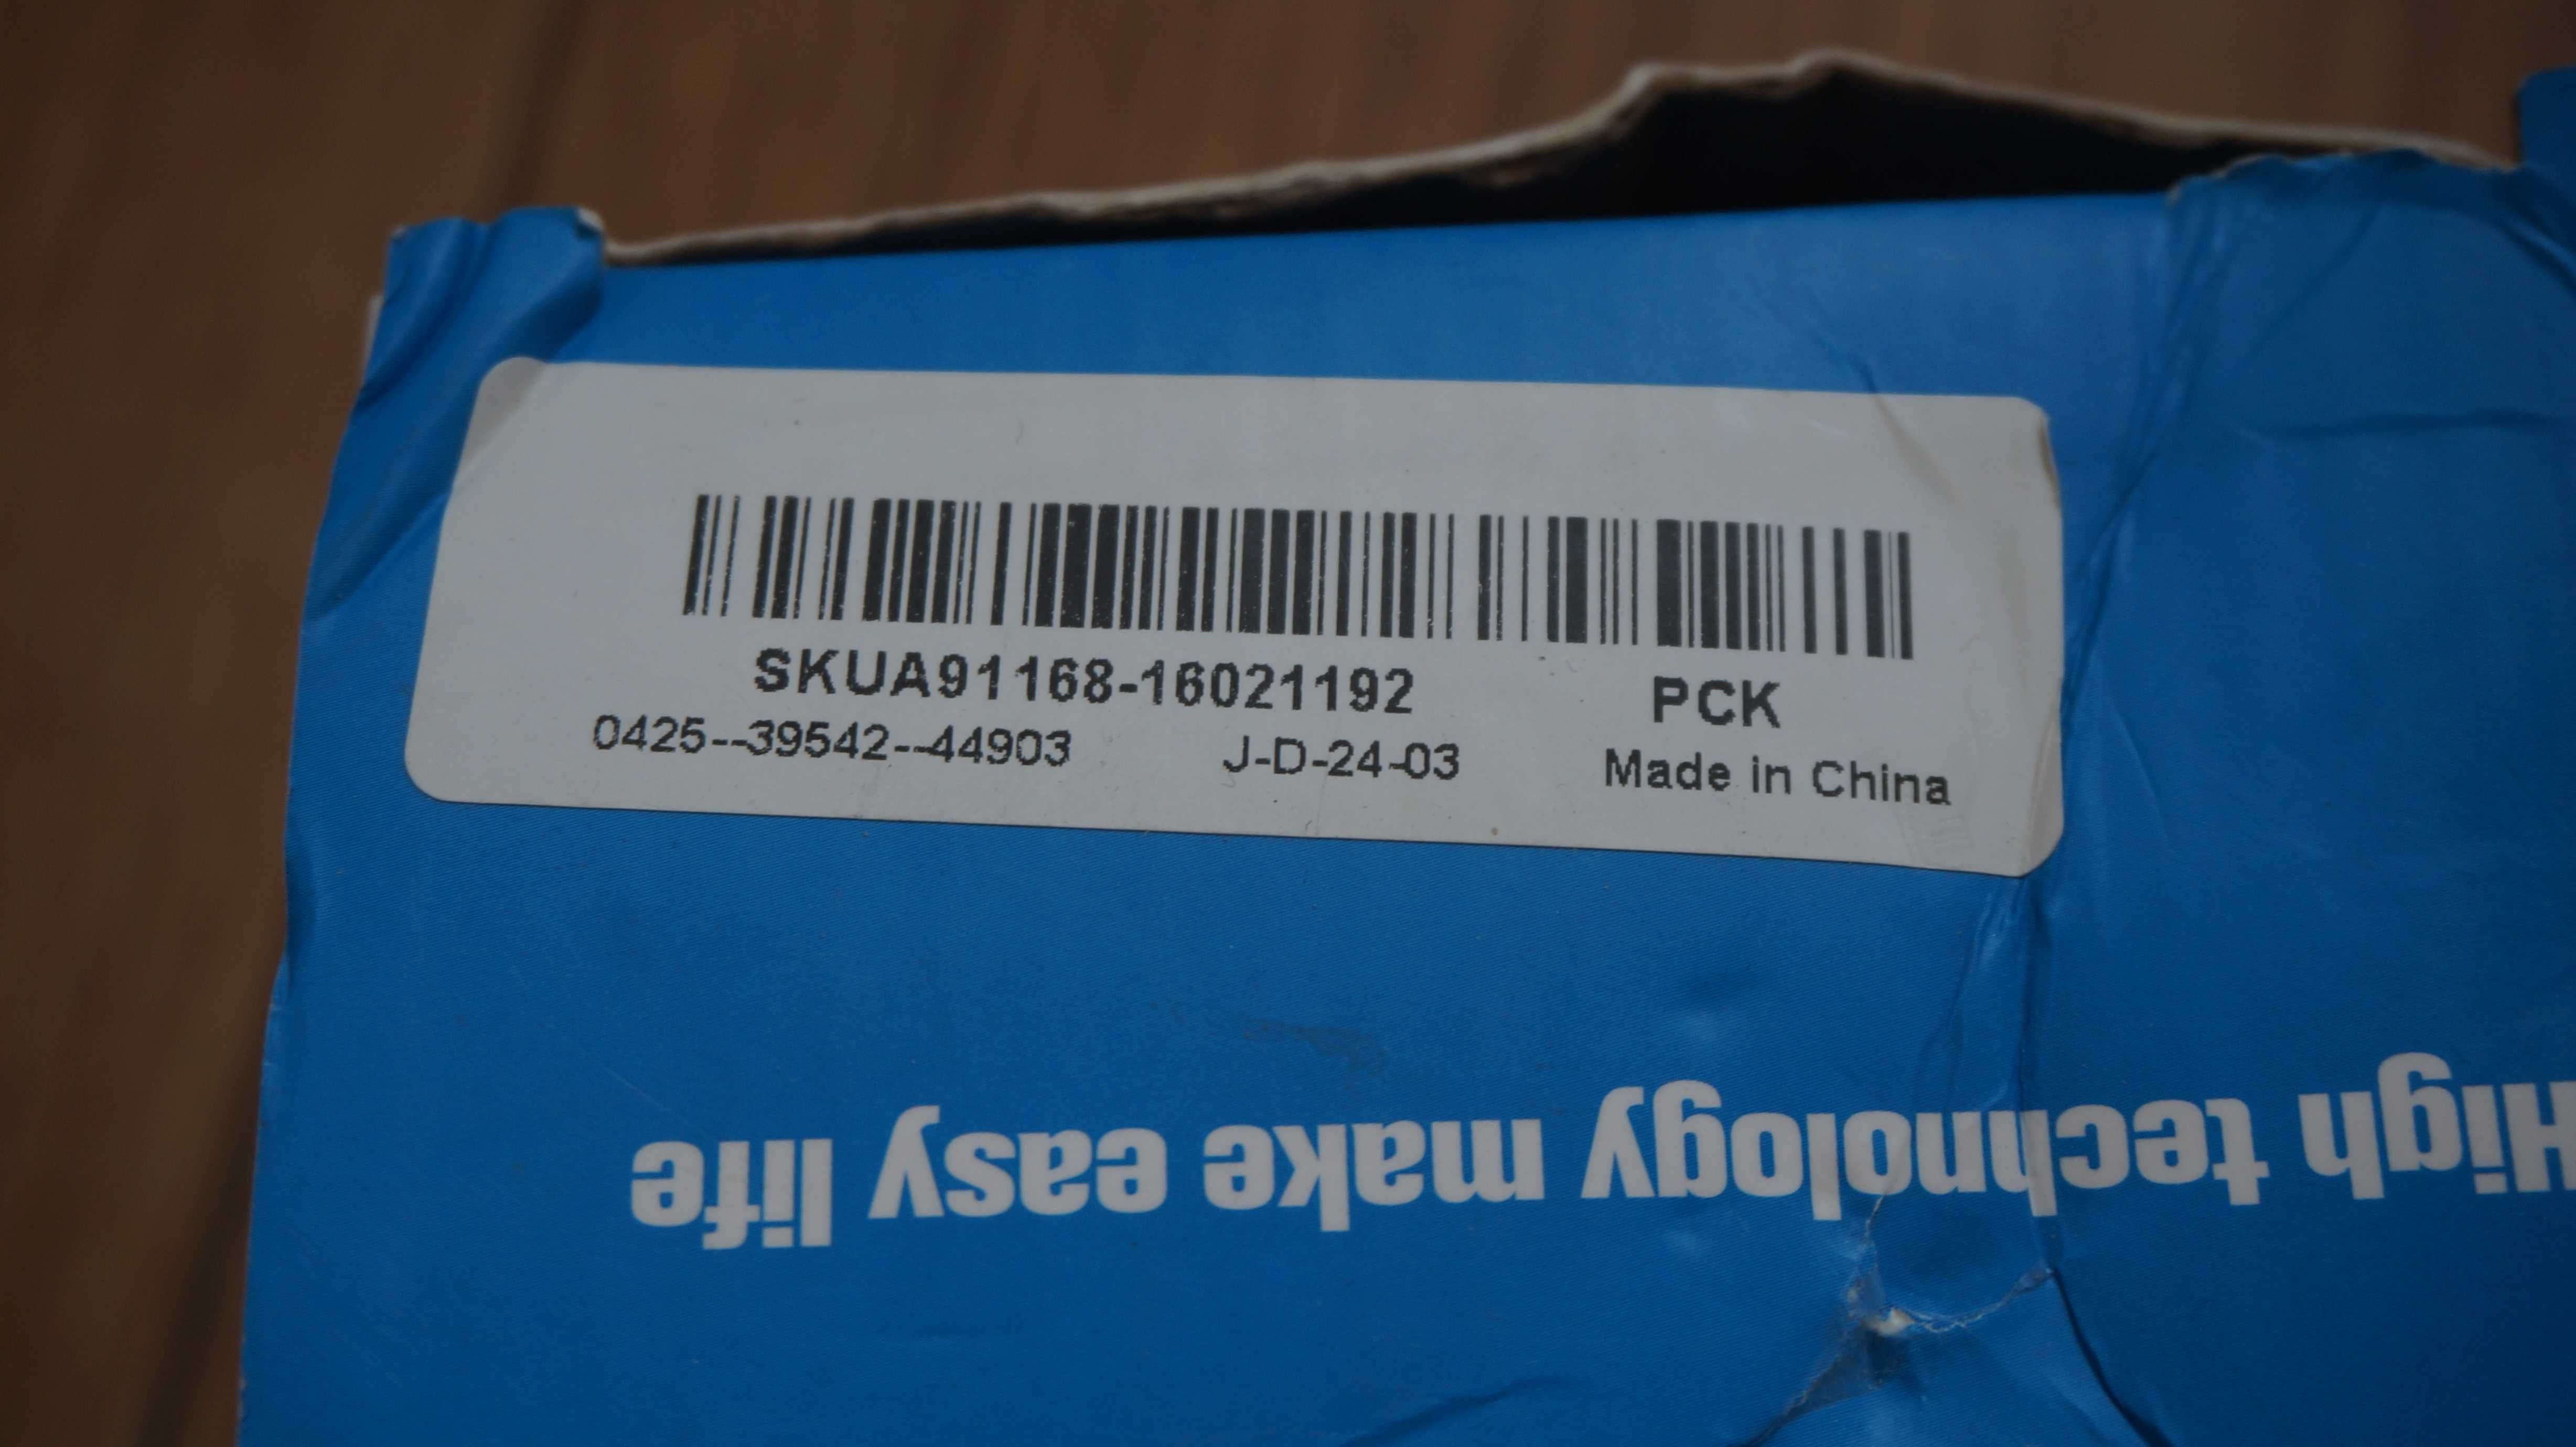 SKUA91168-16021192 PCK
0425--39542--44903 J-D-24-03 Made in China
High technology make easy life